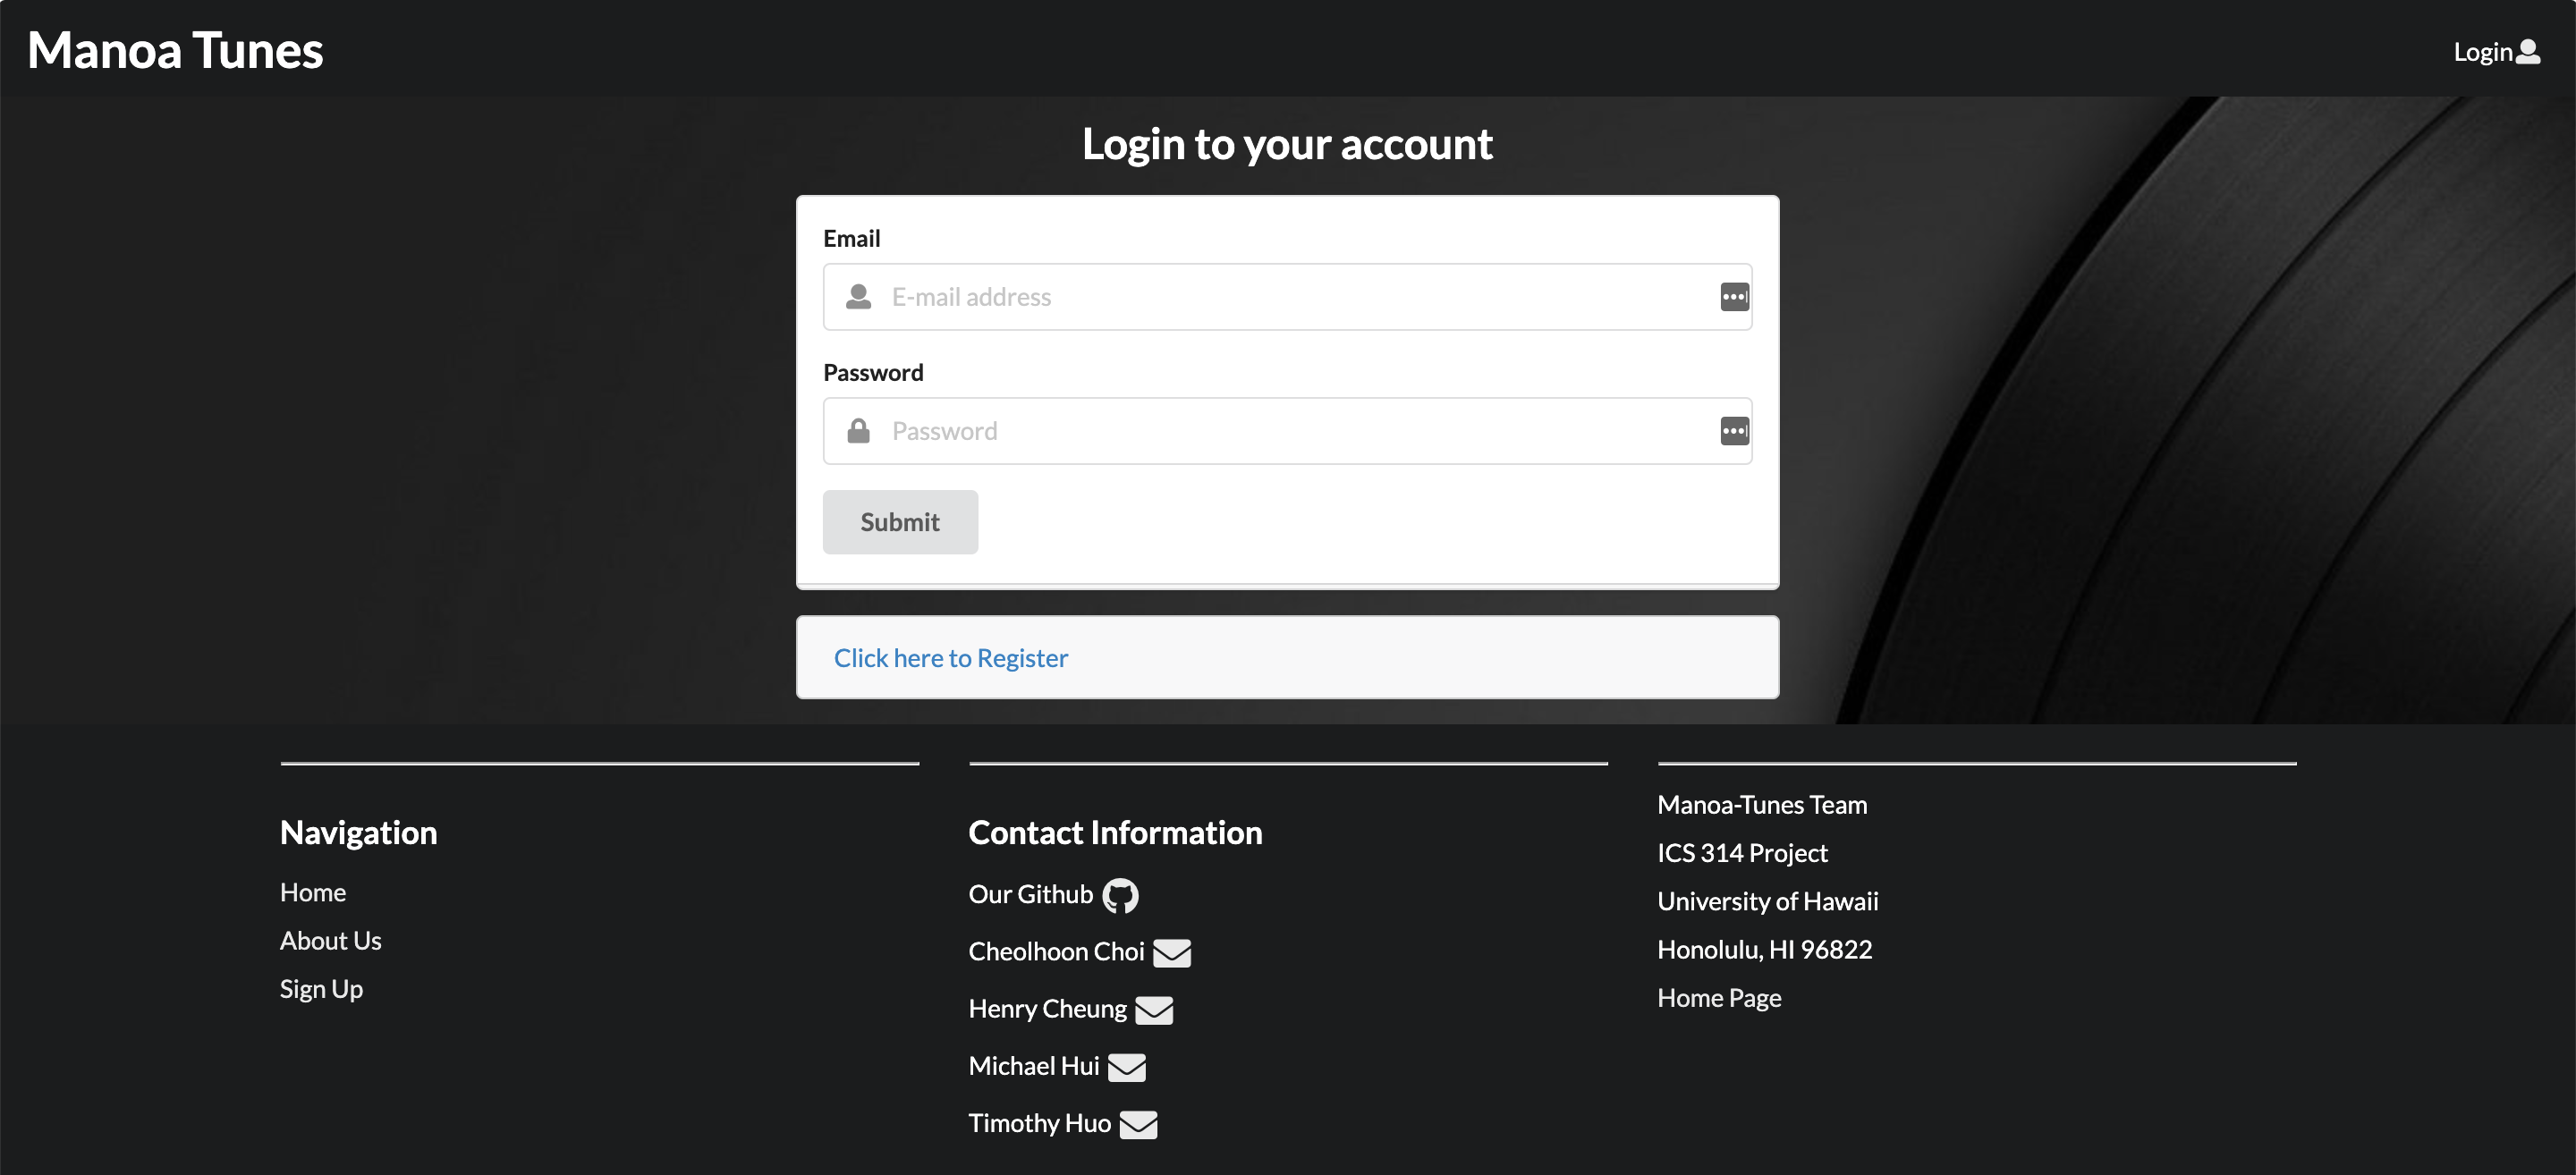 Manoa Tunes
Login
Login to your account
Email
E-mail address
Password
Password
Submit
Click here to Register
Navigation
Home
About Us
Sign Up
Contact Information
Our Github
Cheolhoon Choi
Henry Cheung
Michael Hui
Timothy Huo
Manoa-Tunes Team
ICS 314 Project
University of Hawaii
Honolulu, HI 96822
Home Page